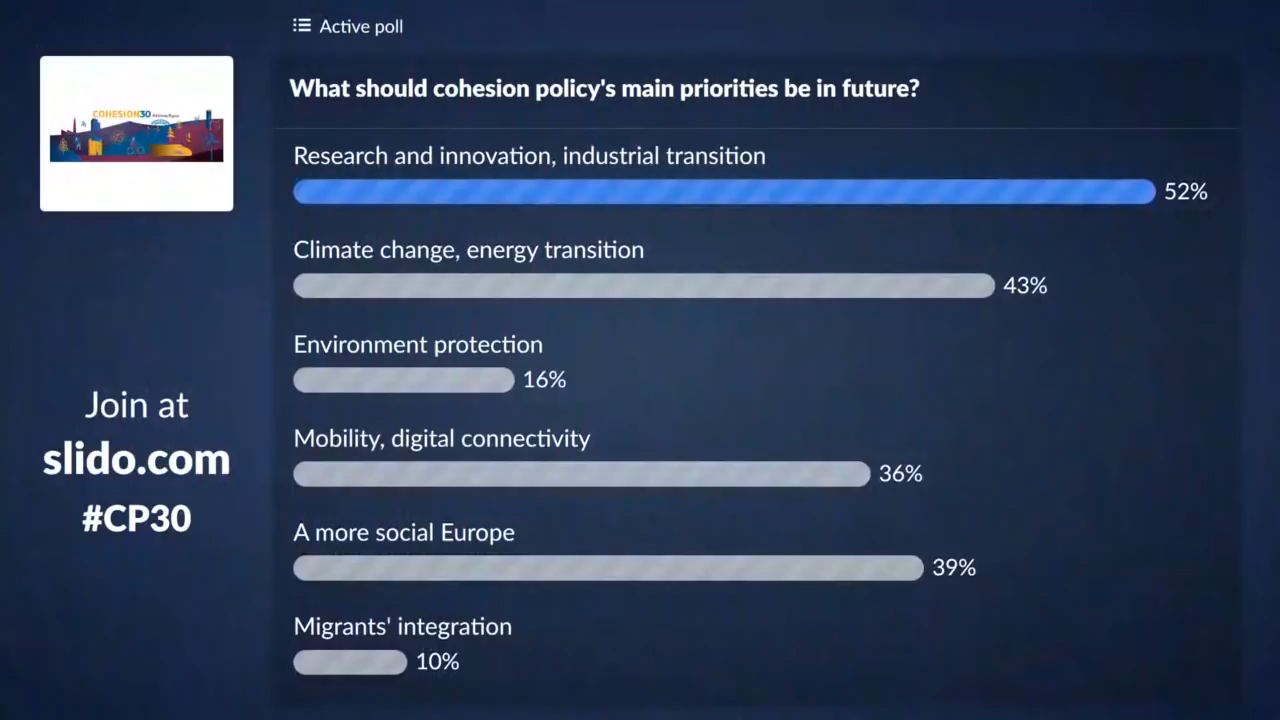 Active poll
COHESION30
What should cohesion policy's main priorities be in future?
Research and innovation, industrial transition
52%
Climate change, energy transition
43%
Environment protection
16%
Mobility, digital connectivity
36%
A more social Europe
39%
Migrants' integration
10%
Join at
slido.com
#CP30